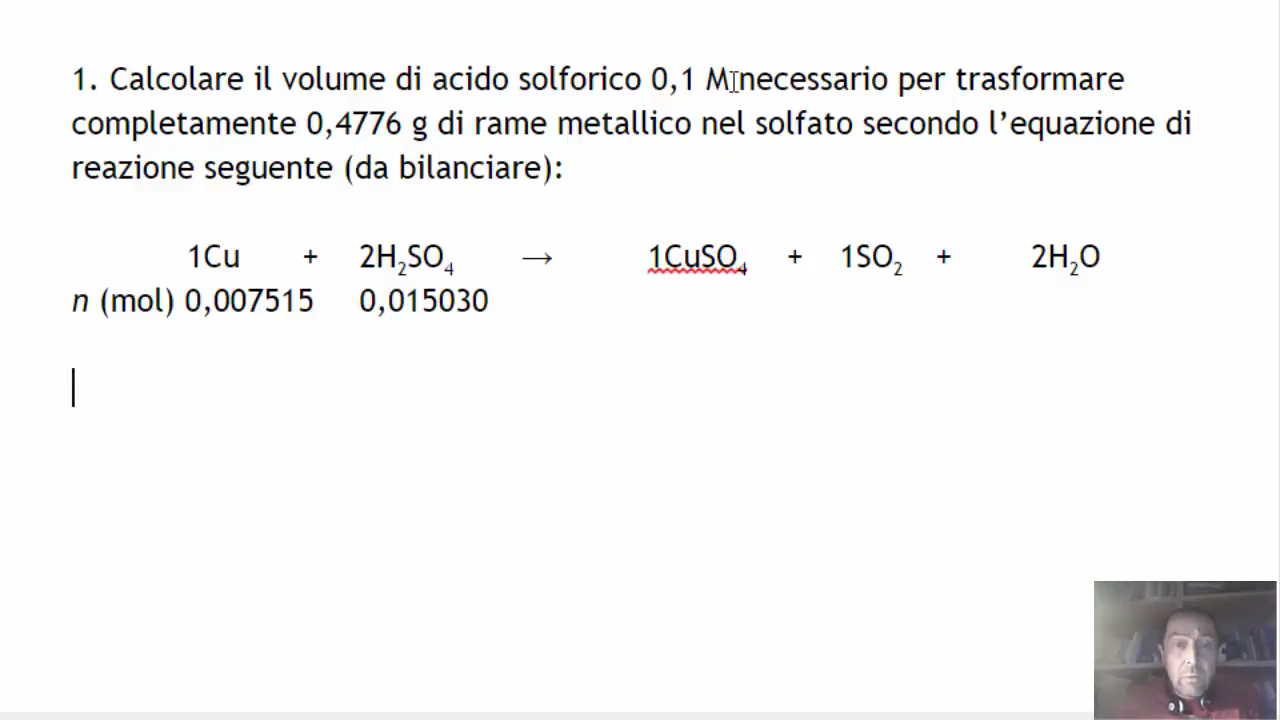 1. Calcolare il volume di acido solforico 0,1 M necessario per trasformare
completamente 0,4776 g di rame metallico nel solfato secondo l’equazione di
reazione seguente (da bilanciare):
1Cu + 2H₂SO₄ → 1CuSO₄ + 1SO₂ + 2H₂O
n (mol) 0,007515 0,015030